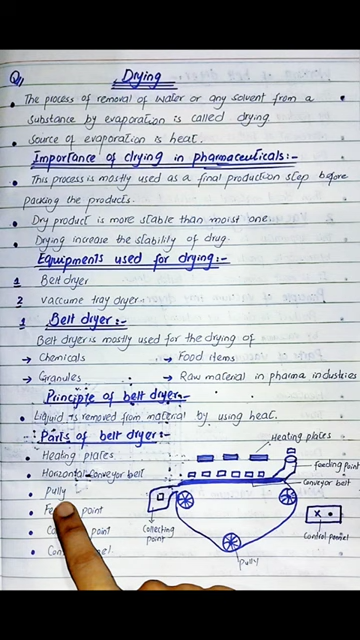 Q1/ Drying
• The process of removal of water or any solvent from a
substance by evaporation is called drying.
• Source of evaporation is heat.
Importance of drying in pharmaceuticals:-
• This process is mostly used as a final production step before
packing the products.
• Dry product is more stable than moist one.
• Drying increase the stability of drug.
Equipments used for drying:-
1 Belt dryer
2 Vaccume tray dryer
1 Belt dryer:-
Belt dryer is mostly used for the drying of
→ Chemicals → Food items
→ Granules → Raw material in pharma industries
Principle of belt dryer:-
• Liquid is removed from material by using heat.
Parts of belt dryer:-
• Heating plates
• Horizontal conveyor belt
• Pully
point
point
Heating plates
feeding point
conveyor belt
Collecting
point
Control pannel
X •
Pully